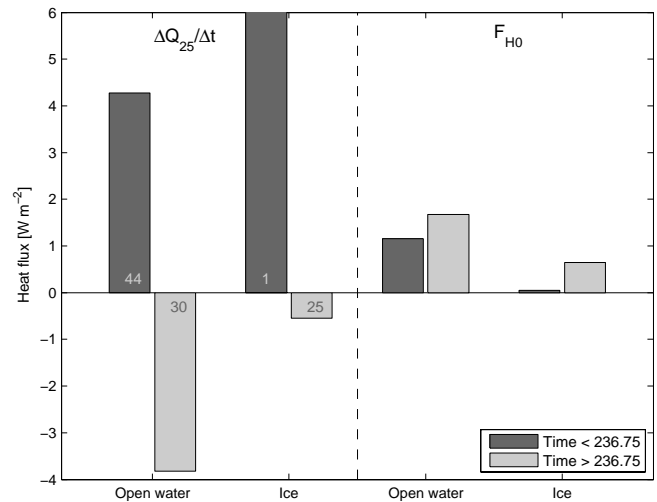 ΔQ25/Δt
FH0
6
5
4
3
2
1
0
−1
−2
−3
−4
Heat flux [W m−2]
44
30
1
25
Open water
Ice
Open water
Ice
Time < 236.75
Time > 236.75